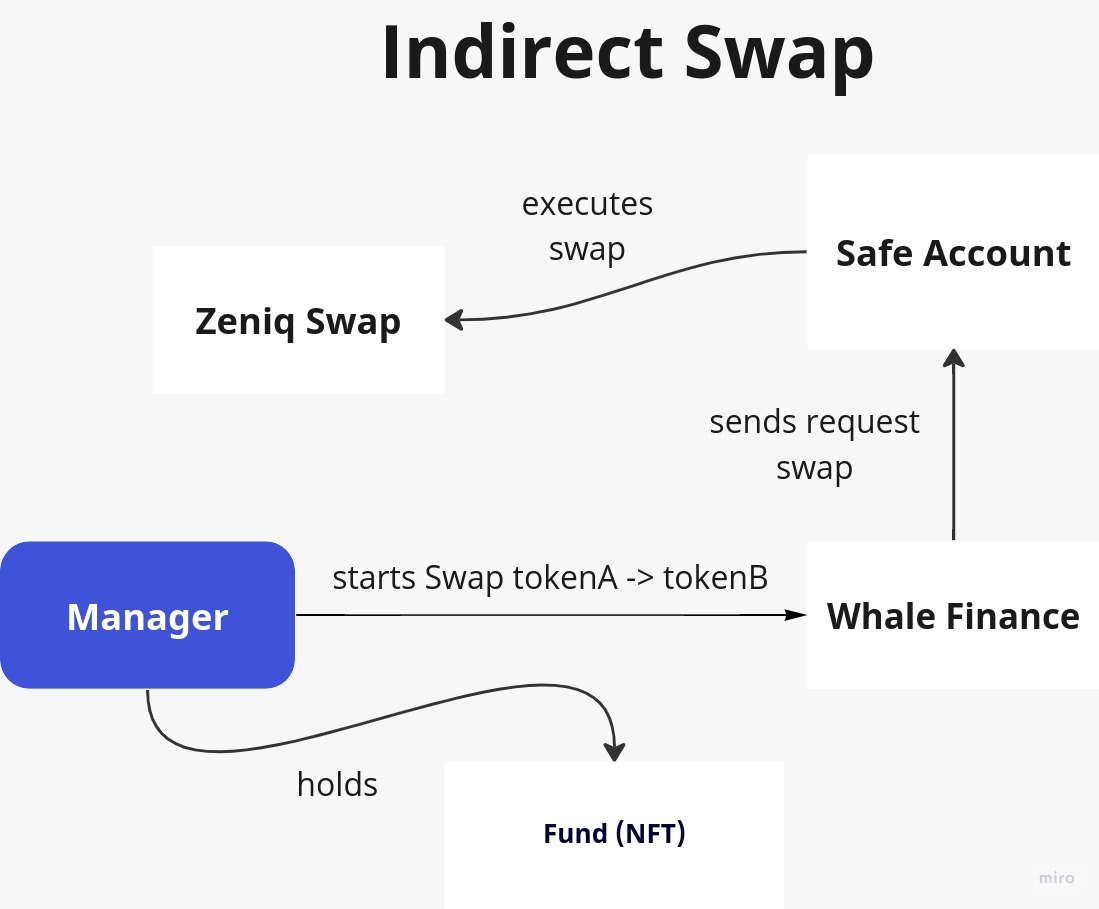 Indirect Swap
executes
swap
Safe Account
Zeniq Swap
sends request
swap
starts Swap tokenA -> tokenB
Manager
Whale Finance
holds
Fund (NFT)
miro